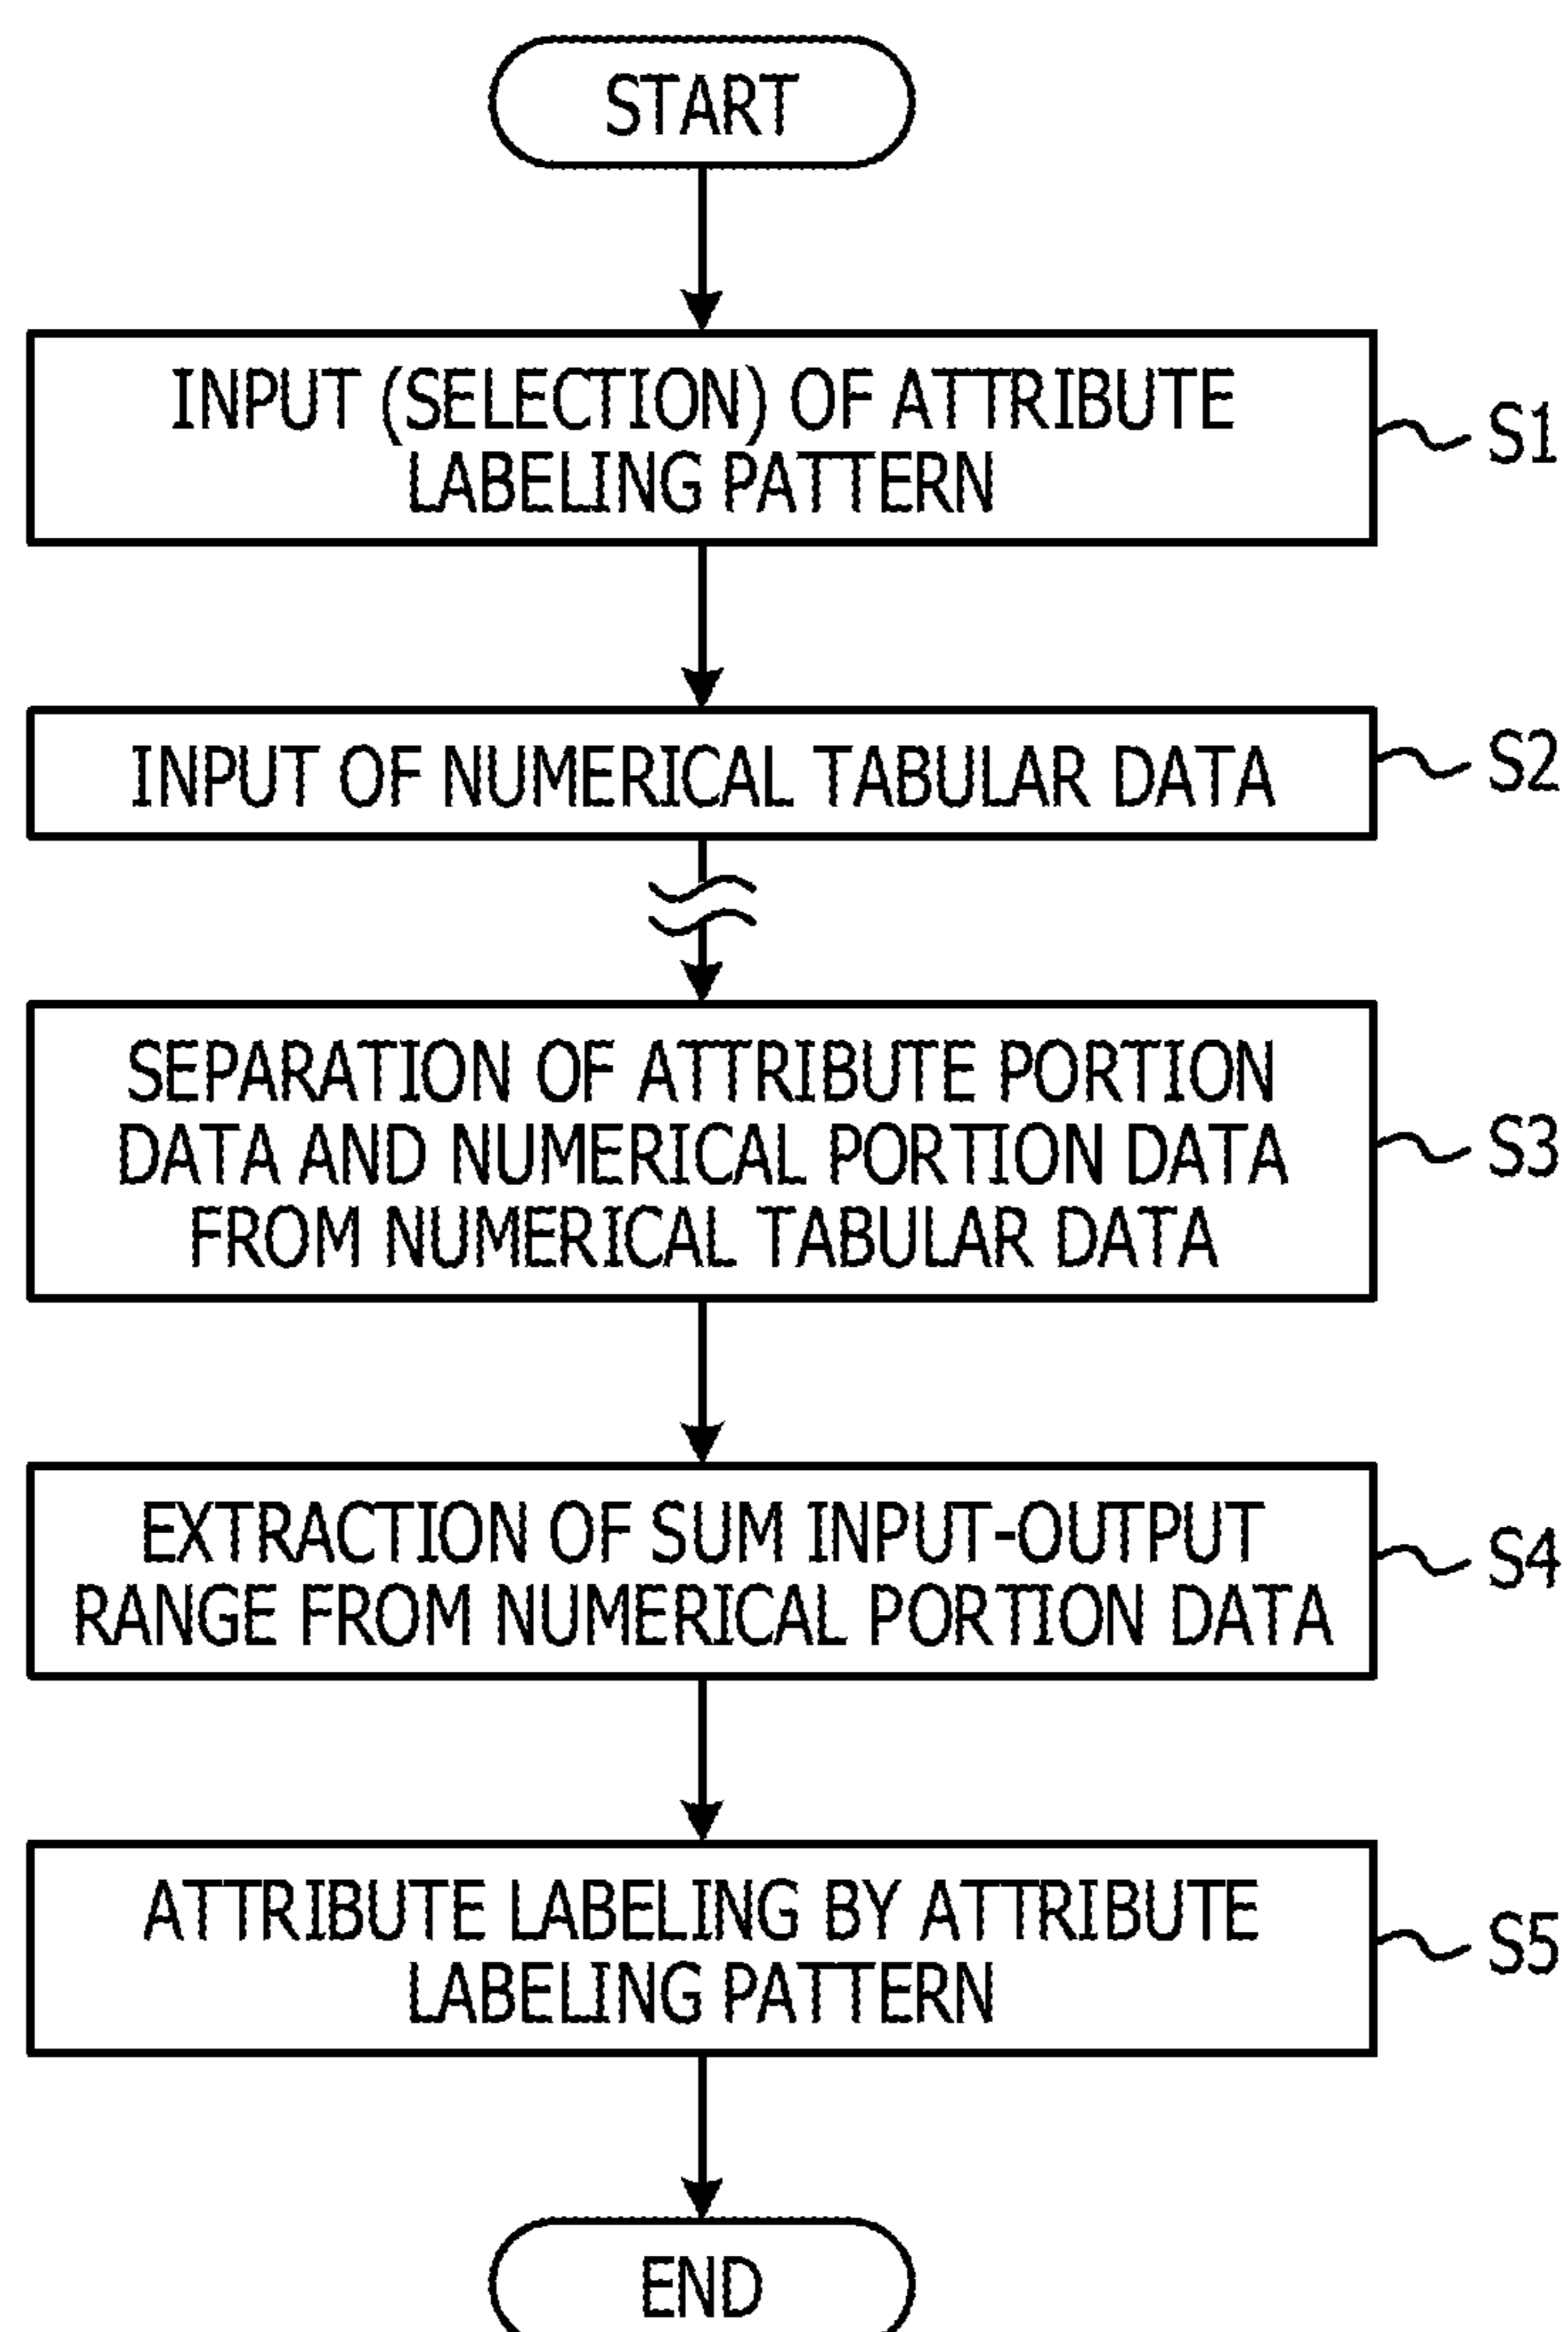 START
INPUT (SELECTION) OF ATTRIBUTE
LABELING PATTERN
S1
INPUT OF NUMERICAL TABULAR DATA
S2
SEPARATION OF ATTRIBUTE PORTION
DATA AND NUMERICAL PORTION DATA
FROM NUMERICAL TABULAR DATA
S3
EXTRACTION OF SUM INPUT-OUTPUT
RANGE FROM NUMERICAL PORTION DATA
S4
ATTRIBUTE LABELING BY ATTRIBUTE
LABELING PATTERN
S5
END